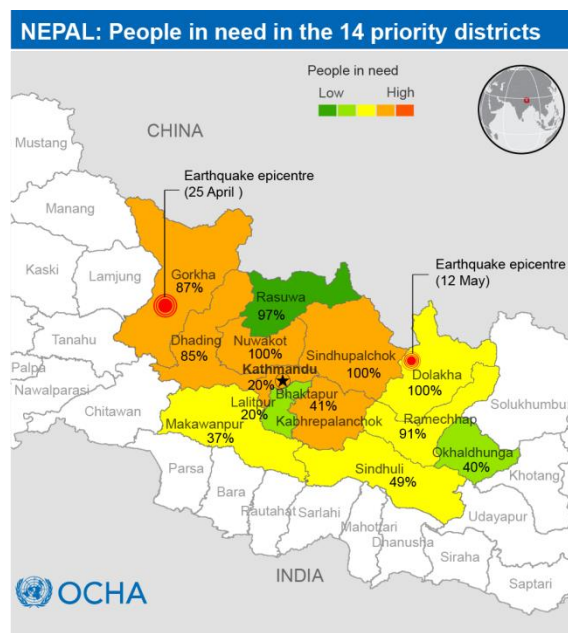 NEPAL: People in need in the 14 priority districts
People in need
Low High
CHINA
Mustang
Earthquake epicentre
(25 April )
Manang
Kaski
Lamjung
Gorkha
87%
Rasuwa
97%
Earthquake epicentre
(12 May)
Tanahu
Dhading
85%
Nuwakot
100%
Sindhupalchok
100%
Dolakha
100%
Palpa
Nawalparasi
Chitawan
Kathmandu
20%
Bhaktapur
41%
Lalitpur
20%
Kabhrepalanchok
Makawanpur
37%
Ramechhap
91%
Solukhumbu
Okhaldhunga
40%
Sindhuli
49%
Khotang
Parsa
Bara
Rautahat
Sarlahi
Mahottari
Dhanusha
Siraha
Udayapur
Saptari
INDIA
OCHA